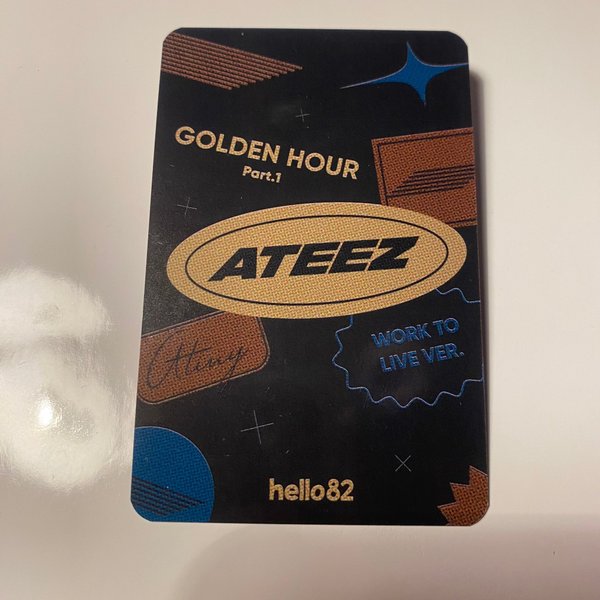 GOLDEN HOUR
Part.1
ATEEZ
WORK TO
LIVE VER.
Atiny
hello82